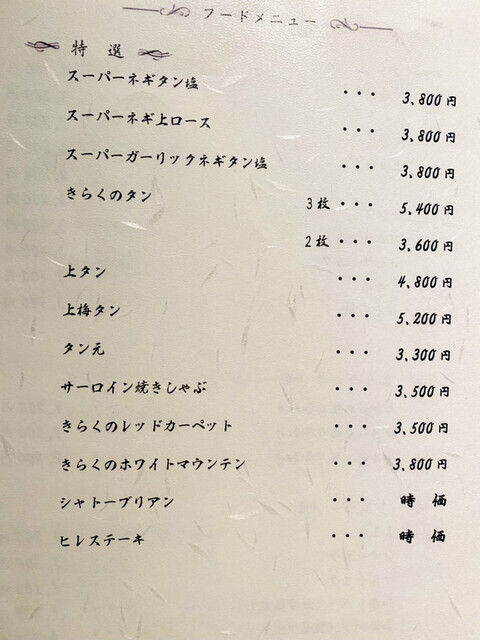 フードメニュー
特選
スーパーネギタン塩 ・・・ 3,800円
スーパーネギ上ロース ・・・ 3,800円
スーパーガーリックネギタン塩 ・・・ 3,800円
きらくのタン 3枚 ・・・ 5,400円
2枚 ・・・ 3,600円
上タン ・・・ 4,800円
上梅タン ・・・ 5,200円
タン元 ・・・ 3,300円
サーロイン焼きしゃぶ ・・・ 3,500円
きらくのレッドカーペット ・・・ 3,500円
きらくのホワイトマウンテン ・・・ 3,800円
シャトーブリアン ・・・ 時価
ヒレステーキ ・・・ 時価